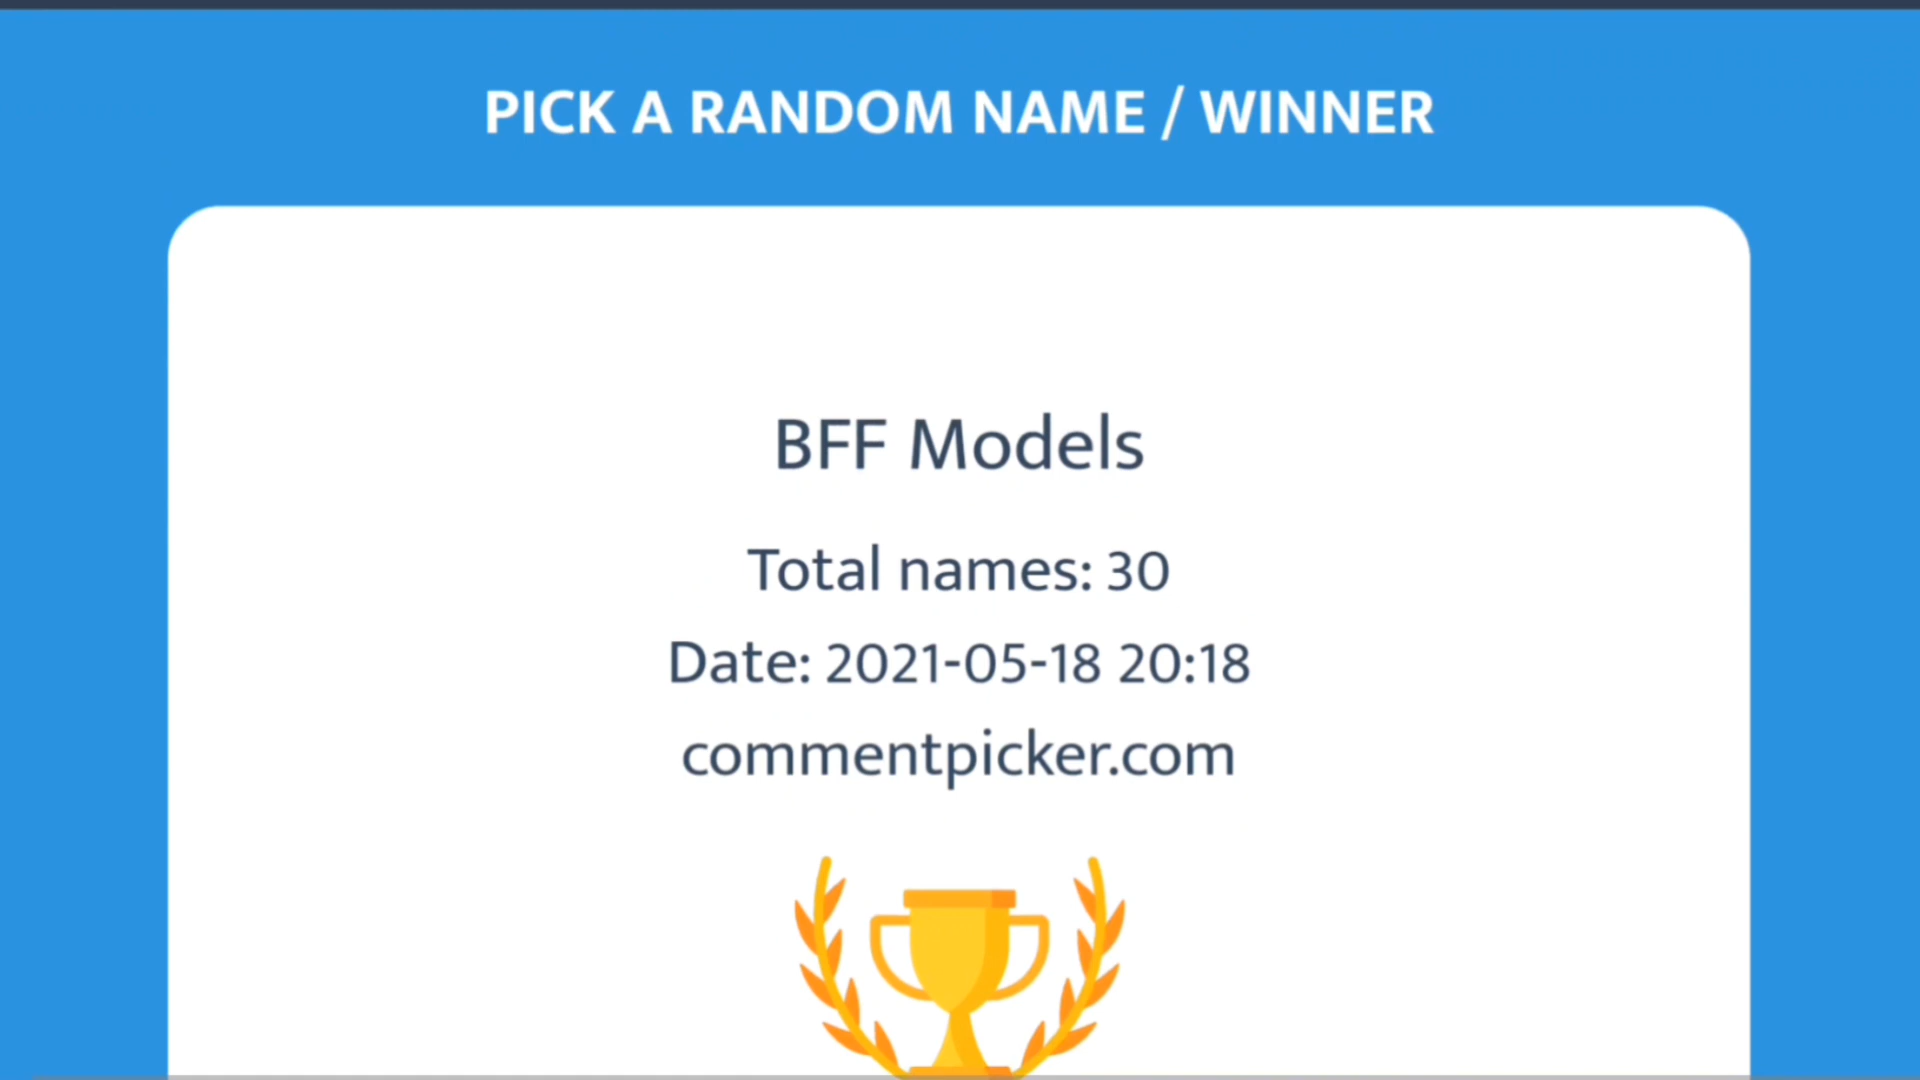 PICK A RANDOM NAME / WINNER
BFF Models
Total names: 30
Date: 2021-05-18 20:18
commentpicker.com